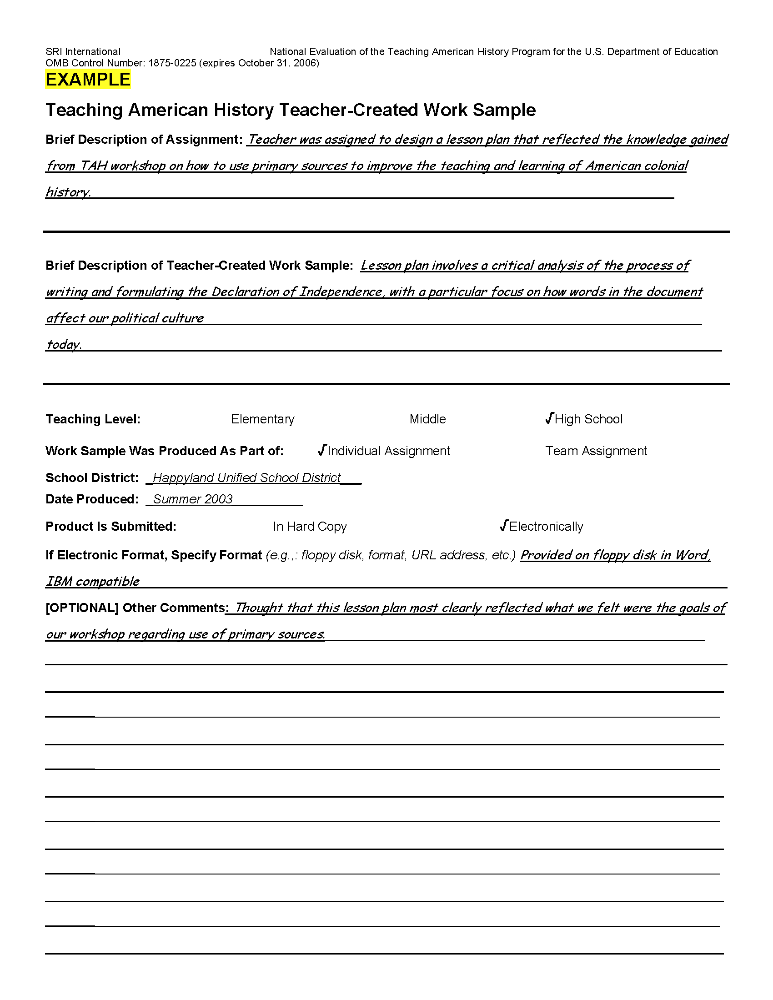 SRI International National Evaluation of the Teaching American History Program for the U.S. Department of Education
OMB Control Number: 1875-0225 (expires October 31, 2006)
EXAMPLE
Teaching American History Teacher-Created Work Sample
Brief Description of Assignment: Teacher was assigned to design a lesson plan that reflected the knowledge gained
from TAH workshop on how to use primary sources to improve the teaching and learning of American colonial
history.
Brief Description of Teacher-Created Work Sample: Lesson plan involves a critical analysis of the process of
writing and formulating the Declaration of Independence, with a particular focus on how words in the document
affect our political culture
today.
Teaching Level: Elementary Middle √High School
Work Sample Was Produced As Part of: √Individual Assignment Team Assignment
School District: _Happyland Unified School District___
Date Produced: _Summer 2003__________
Product Is Submitted: In Hard Copy √Electronically
If Electronic Format, Specify Format (e.g.,: floppy disk, format, URL address, etc.) Provided on floppy disk in Word,
IBM compatible
[OPTIONAL] Other Comments: Thought that this lesson plan most clearly reflected what we felt were the goals of
our workshop regarding use of primary sources.